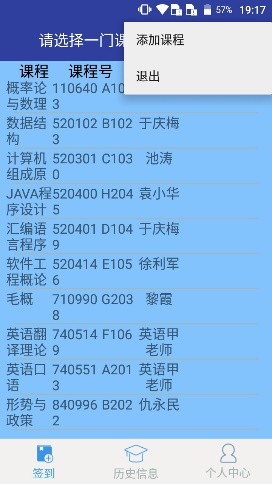 57% 19:17
请选择一门课
添加课程
退出
课程 课程号
概率论 110640 A10
与数理 3
数据结 520102 B102 于庆梅
构 3
计算机 520301 C103 池涛
组成原 0
JAVA程 520400 H204 袁小华
序设计 5
汇编语 520401 D104 于庆梅
言程序 9
软件工 520414 E105 徐利军
程概论 6
毛概 710990 G203 黎霞
8
英语翻 740514 F106 英语甲
译理论 9 老师
英语口 740551 A201 英语甲
语 3 老师
形势与 840996 B202 仇永民
政策 2
签到 历史信息 个人中心